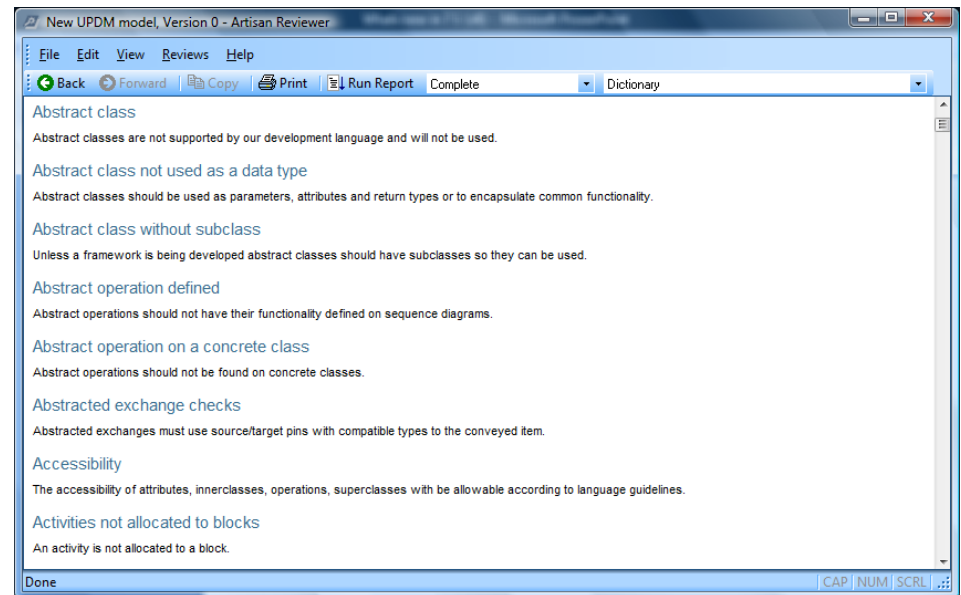 New UPDM model, Version 0 - Artisan Reviewer
File Edit View Reviews Help
Back Forward Copy Print Run Report Complete Dictionary
Abstract class
Abstract classes are not supported by our development language and will not be used.
Abstract class not used as a data type
Abstract classes should be used as parameters, attributes and return types or to encapsulate common functionality.
Abstract class without subclass
Unless a framework is being developed abstract classes should have subclasses so they can be used.
Abstract operation defined
Abstract operations should not have their functionality defined on sequence diagrams.
Abstract operation on a concrete class
Abstract operations should not be found on concrete classes.
Abstracted exchange checks
Abstracted exchanges must use source/target pins with compatible types to the conveyed item.
Accessibility
The accessibility of attributes, innerclasses, operations, superclasses with be allowable according to language guidelines.
Activities not allocated to blocks
An activity is not allocated to a block.
Done CAP NUM SCRL